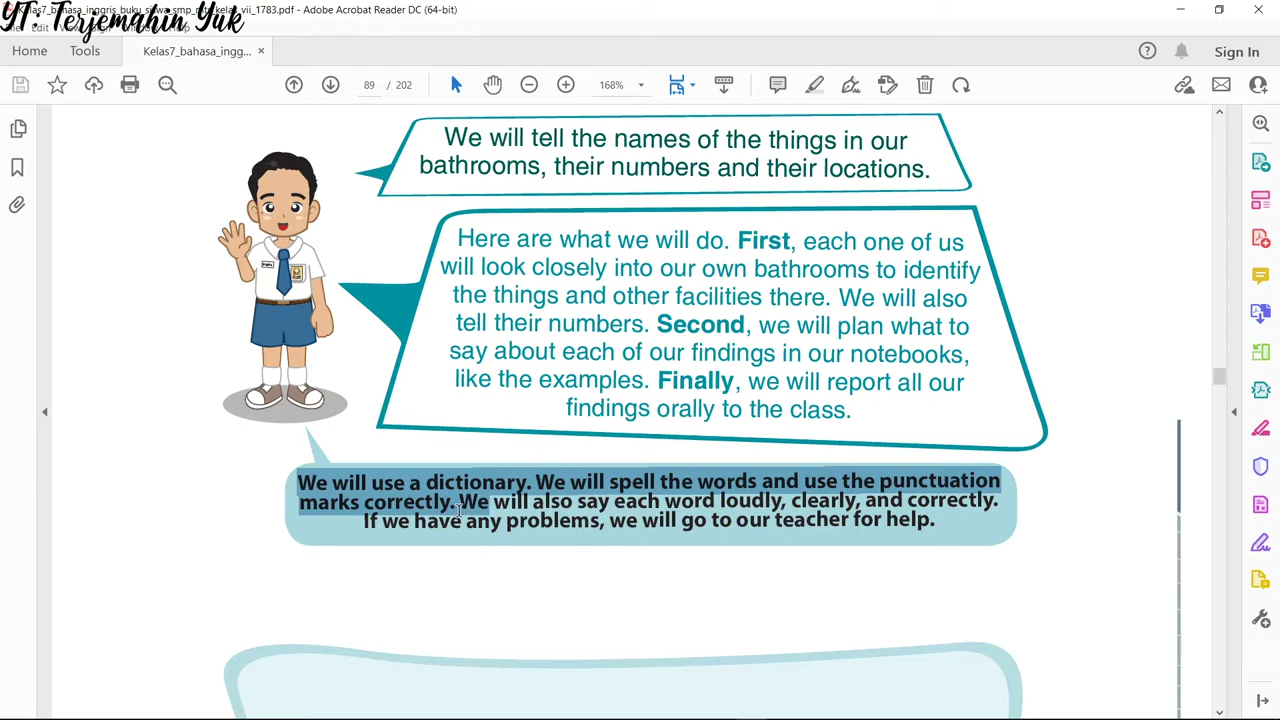 Kelas7_bahasa_inggris_buku_siswa_smp_mts_kelas_vii_1783.pdf - Adobe Acrobat Reader DC (64-bit)
YT: Terjemahin Yuk
Home Tools Kelas7_bahasa_ingg... × Sign In
89 / 202 168%
We will tell the names of the things in our
bathrooms, their numbers and their locations.
Here are what we will do. First, each one of us
will look closely into our own bathrooms to identify
the things and other facilities there. We will also
tell their numbers. Second, we will plan what to
say about each of our findings in our notebooks,
like the examples. Finally, we will report all our
findings orally to the class.
We will use a dictionary. We will spell the words and use the punctuation
marks correctly. We will also say each word loudly, clearly, and correctly.
If we have any problems, we will go to our teacher for help.